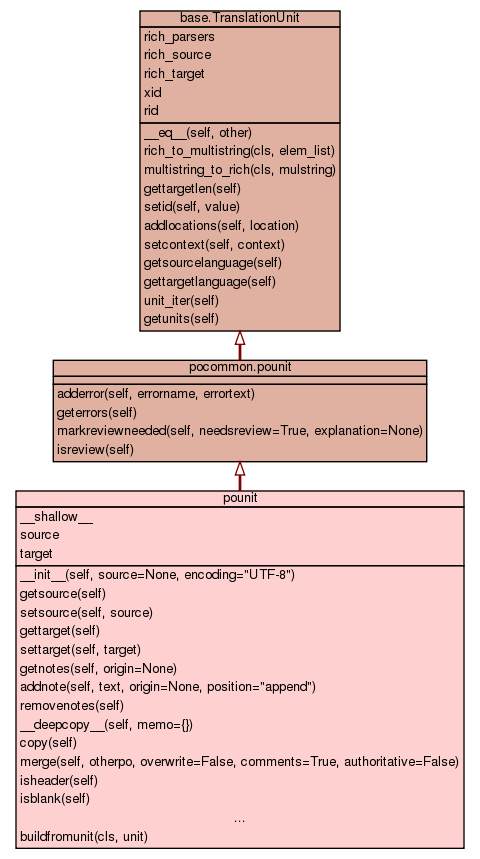 base.TranslationUnit
rich_parsers
rich_source
rich_target
xid
rid
__eq__(self, other)
rich_to_multistring(cls, elem_list)
multistring_to_rich(cls, mulstring)
gettargetlen(self)
setid(self, value)
addlocations(self, location)
setcontext(self, context)
getsourcelanguage(self)
gettargetlanguage(self)
unit_iter(self)
getunits(self)
pocommon.pounit
adderror(self, errorname, errortext)
geterrors(self)
markreviewneeded(self, needsreview=True, explanation=None)
isreview(self)
pounit
__shallow__
source
target
__init__(self, source=None, encoding="UTF-8")
getsource(self)
setsource(self, source)
gettarget(self)
settarget(self, target)
getnotes(self, origin=None)
addnote(self, text, origin=None, position="append")
removenotes(self)
__deepcopy__(self, memo={})
copy(self)
merge(self, otherpo, overwrite=False, comments=True, authoritative=False)
isheader(self)
isblank(self)
...
buildfromunit(cls, unit)